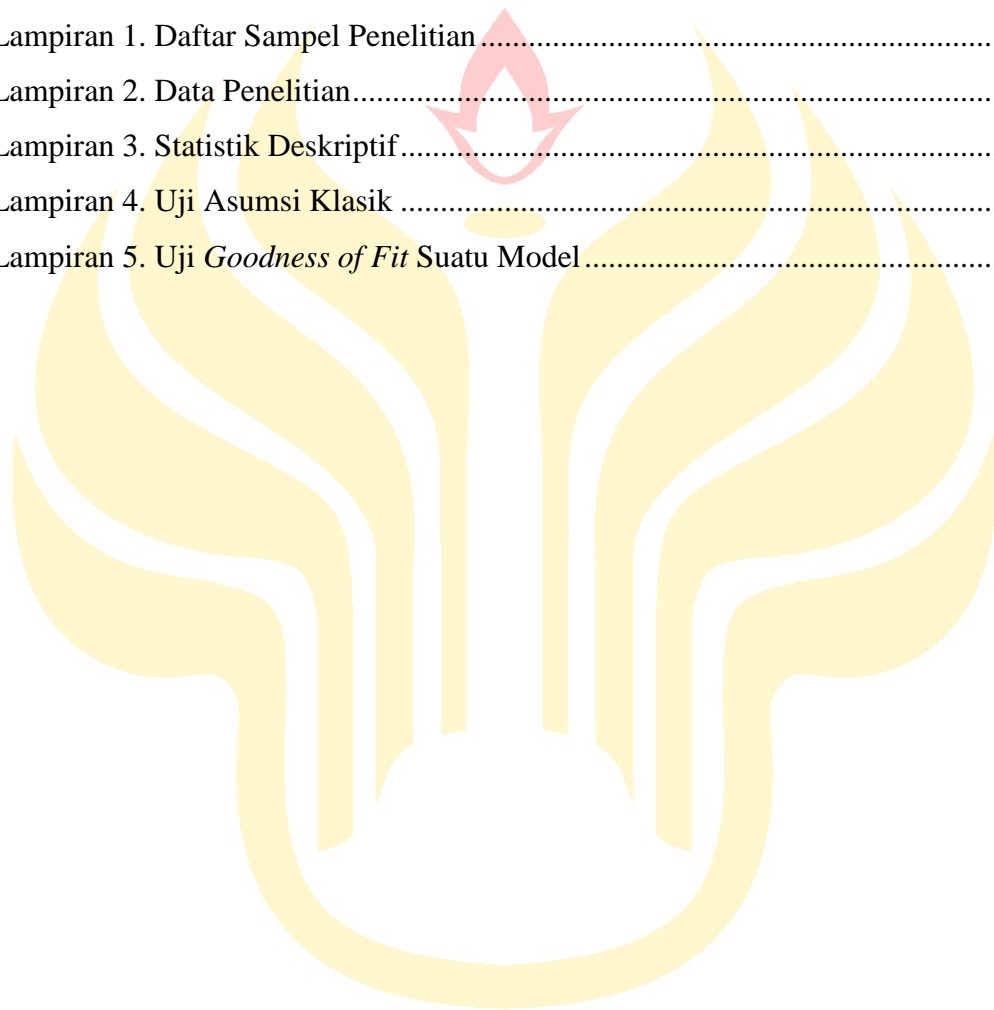 Lampiran 1. Daftar Sampel Penelitian....................................................................
Lampiran 2. Data Penelitian....................................................................................
Lampiran 3. Statistik Deskriptif..............................................................................
Lampiran 4. Uji Asumsi Klasik ..............................................................................
Lampiran 5. Uji Goodness of Fit Suatu Model.......................................................